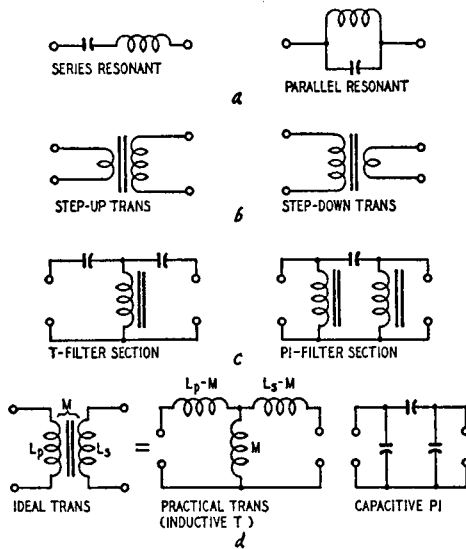 SERIES RESONANT
PARALLEL RESONANT
a
STEP-UP TRANS
STEP-DOWN TRANS
b
T-FILTER SECTION
PI-FILTER SECTION
c
M
Lp
Ls
=
Lp-M
Ls-M
M
IDEAL TRANS
PRACTICAL TRANS
(INDUCTIVE T)
CAPACITIVE PI
d